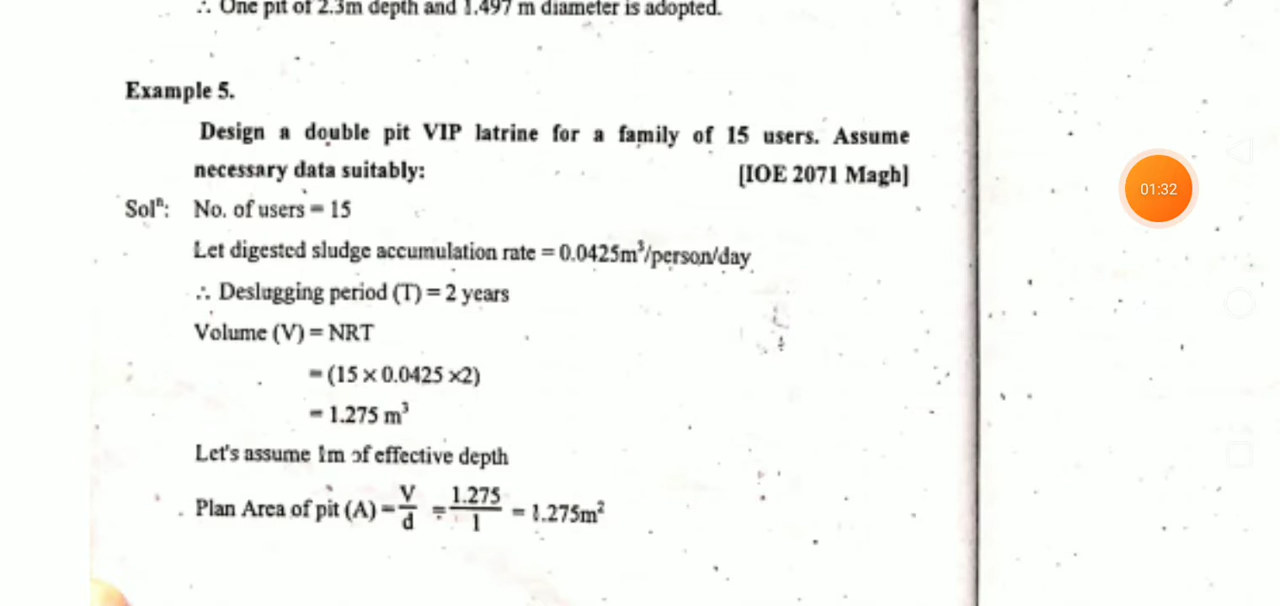 ∴ One pit of 2.3m depth and 1.497 m diameter is adopted.
Example 5.
Design a double pit VIP latrine for a family of 15 users. Assume
necessary data suitably: [IOE 2071 Magh]
Solⁿ: No. of users = 15
Let digested sludge accumulation rate = 0.0425m³/person/day
∴ Deslugging period (T) = 2 years
Volume (V) = NRT
= (15 × 0.0425 ×2)
= 1.275 m³
Let's assume 1m of effective depth
Plan Area of pit (A) = V/d = 1.275/1 = 1.275m²
01:32